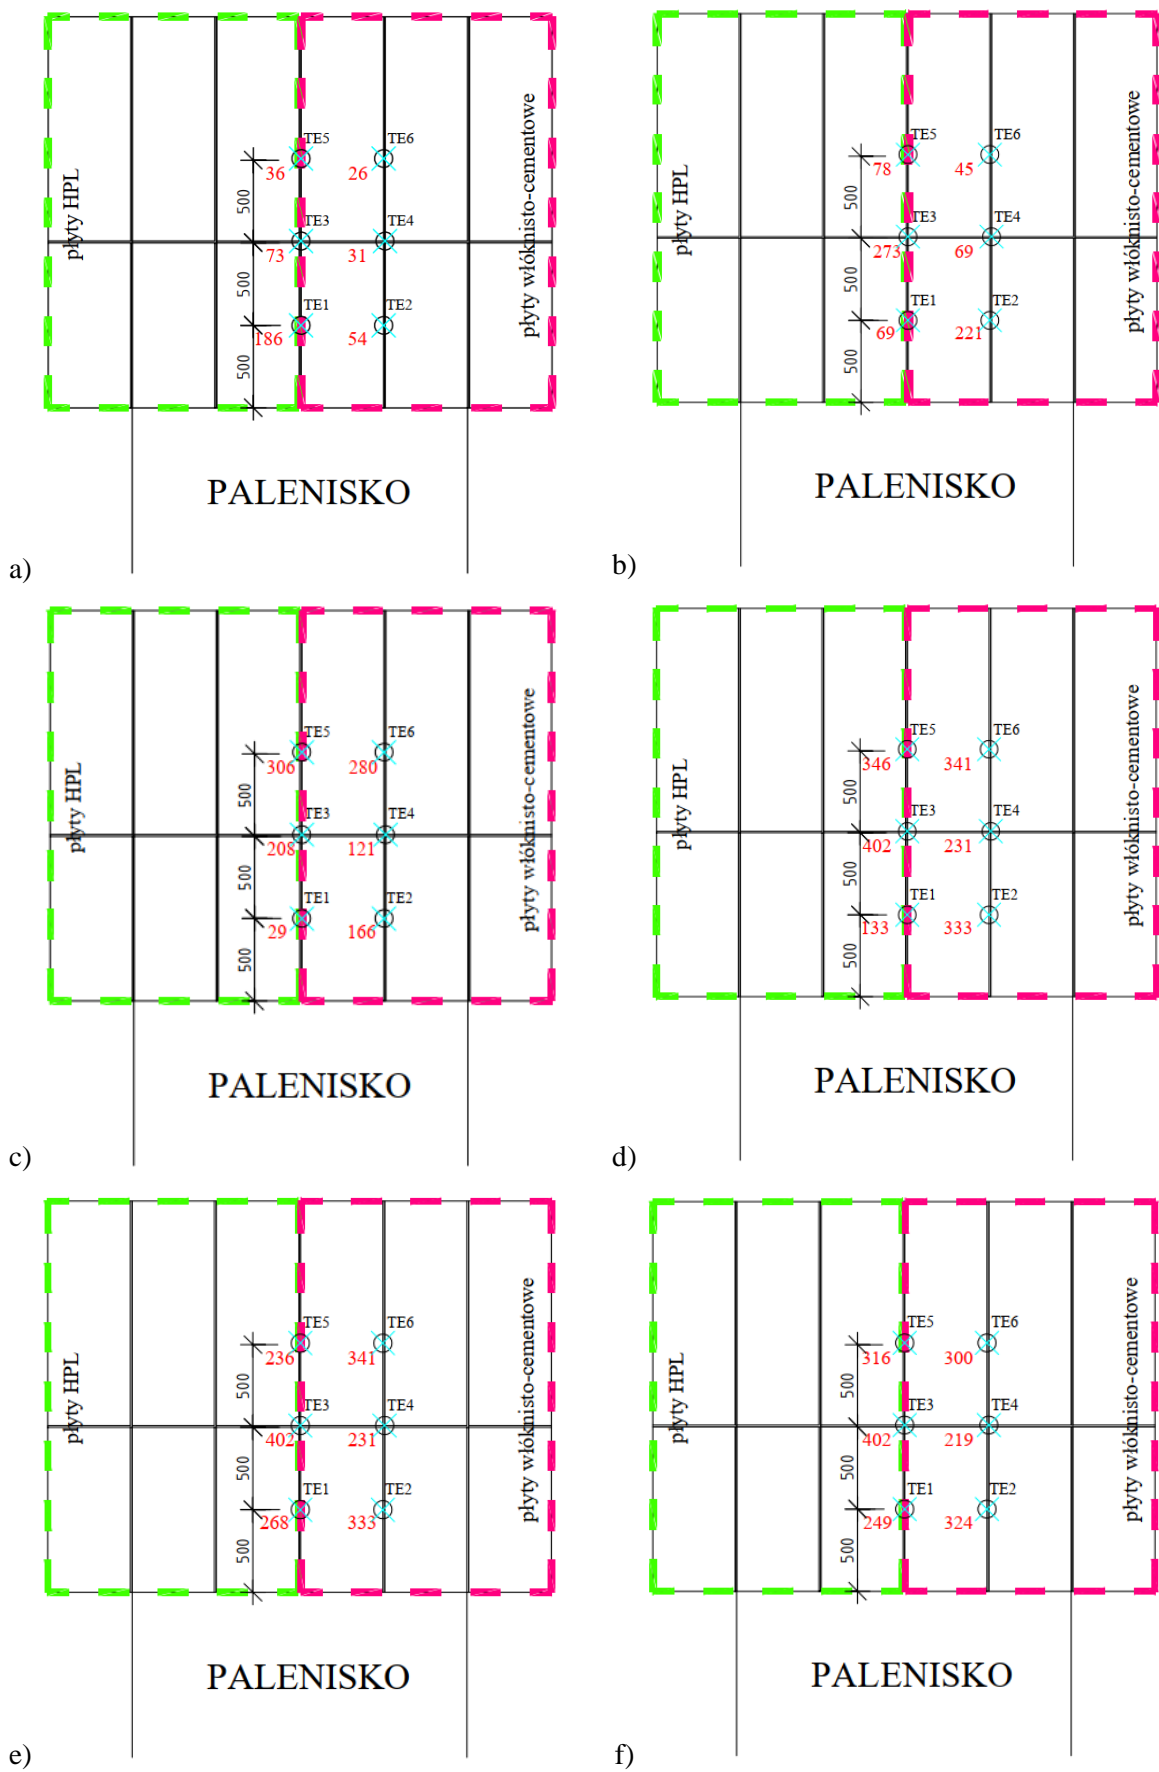 TE5 TE6
36 26
500
TE3 TE4
73 31
500
TE1 TE2
186 54
płyty HPL
płyty włóknisto-cementowe
PALENISKO
a)
TE5 TE6
78 45
500
TE3 TE4
273 69
500
TE1 TE2
69 221
płyty HPL
płyty włóknisto-cementowe
PALENISKO
b)
TE5 TE6
306 280
500
TE3 TE4
208 121
500
TE1 TE2
29 166
500
płyty HPL
płyty włóknisto-cementowe
PALENISKO
c)
TE5 TE6
346 341
500
TE3 TE4
402 231
500
TE1 TE2
133 333
500
płyty HPL
płyty włóknisto-cementowe
PALENISKO
d)
TE5 TE6
236 341
500
TE3 TE4
402 231
500
TE1 TE2
268 333
500
płyty HPL
płyty włóknisto-cementowe
PALENISKO
e)
TE5 TE6
316 300
500
TE3 TE4
402 219
500
TE1 TE2
249 324
500
płyty HPL
płyty włóknisto-cementowe
PALENISKO
f)